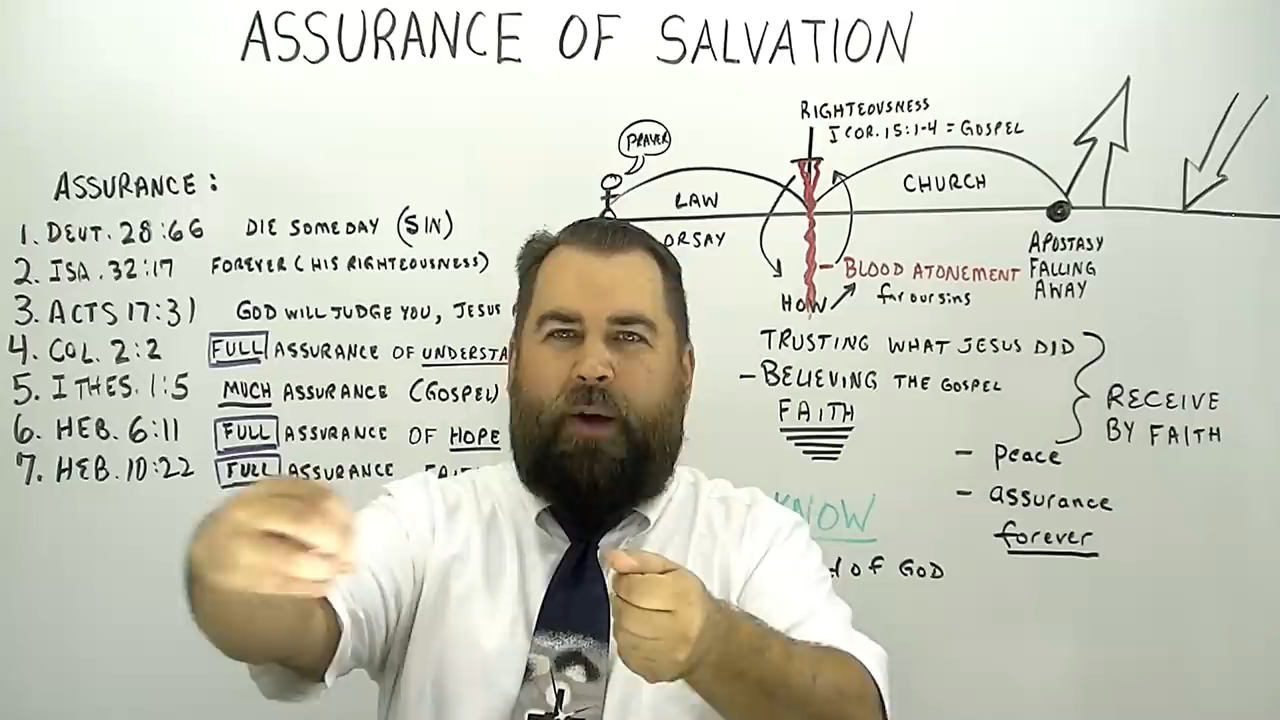 ASSURANCE OF SALVATION
ASSURANCE:
1. DEUT. 28:66 DIE SOMEDAY (SIN)
2. ISA. 32:17 FOREVER (HIS RIGHTEOUSNESS)
3. ACTS 17:31 GOD WILL JUDGE YOU, JESUS
4. COL. 2:2 FULL ASSURANCE OF UNDERSTA
5. I THES. 1:5 MUCH ASSURANCE (GOSPEL)
6. HEB. 6:11 FULL ASSURANCE OF HOPE
7. HEB. 10:22 FULL ASSURANCE
PRAYER
LAW
ORSAY
RIGHTEOUSNESS
I COR. 15:1-4 = GOSPEL
CHURCH
BLOOD ATONEMENT
for our sins
HOW
APOSTASY
FALLING
AWAY
TRUSTING WHAT JESUS DID
- BELIEVING THE GOSPEL
FAITH
RECEIVE
BY FAITH
- peace
- assurance
forever
KNOW
OF GOD